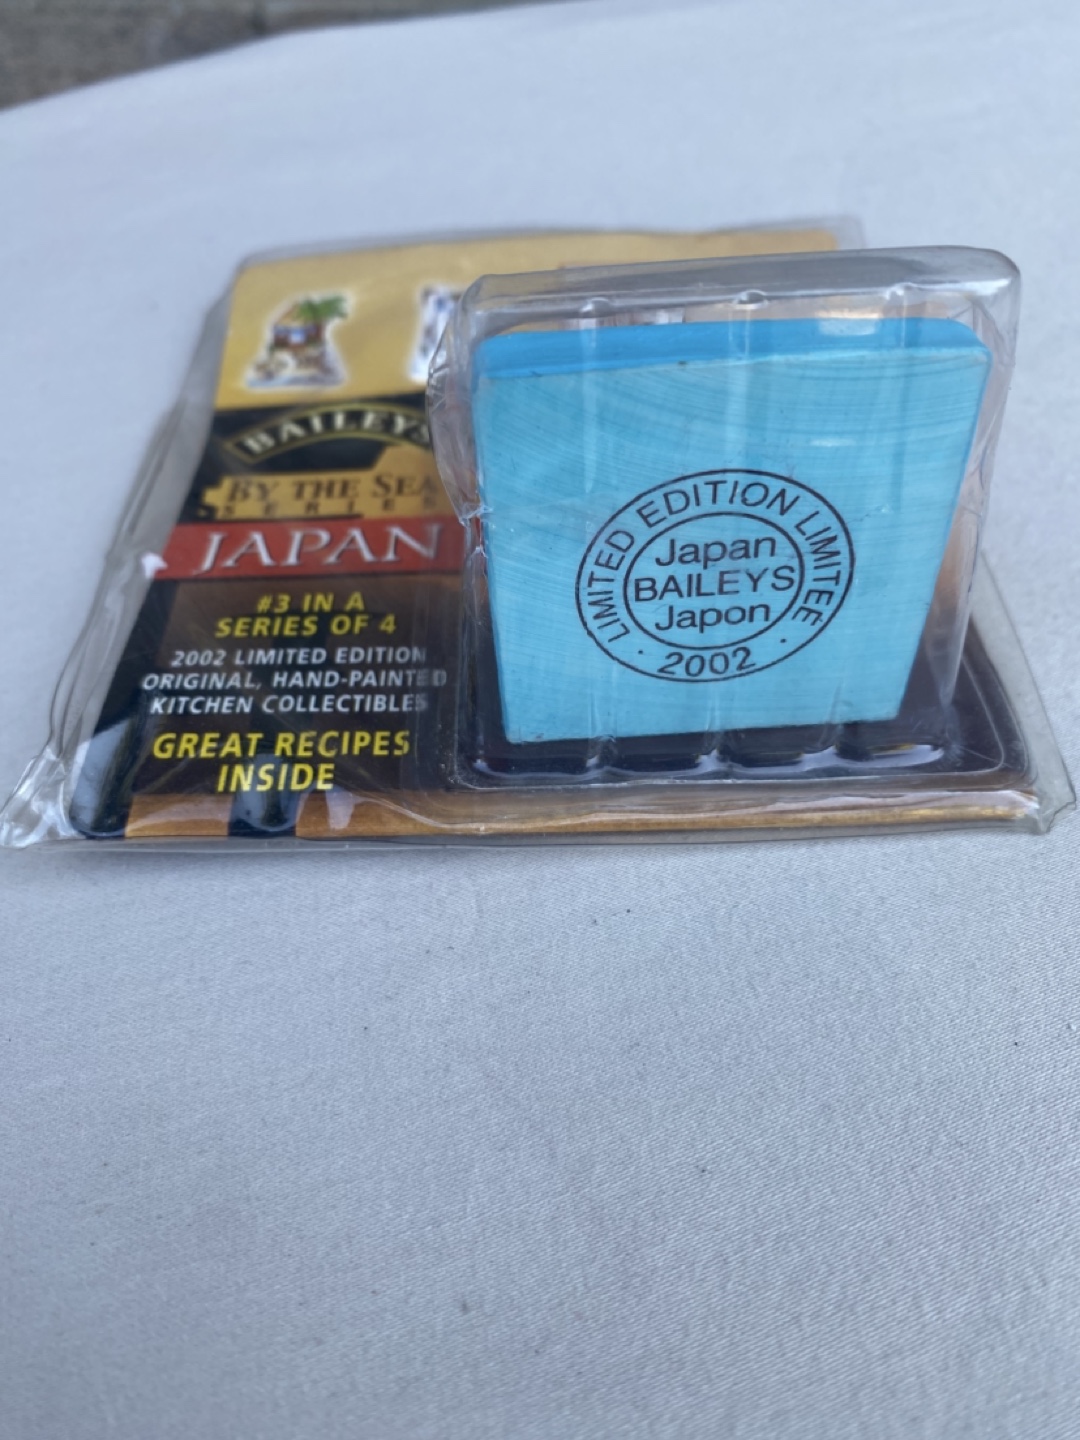 BAILEYS
BY THE SEA
SERIES
JAPAN
#3 IN A
SERIES OF 4
2002 LIMITED EDITION
ORIGINAL, HAND-PAINTED
KITCHEN COLLECTIBLES
GREAT RECIPES
INSIDE
LIMITED EDITION LIMITEE
Japan
BAILEYS
Japon
· 2002 ·